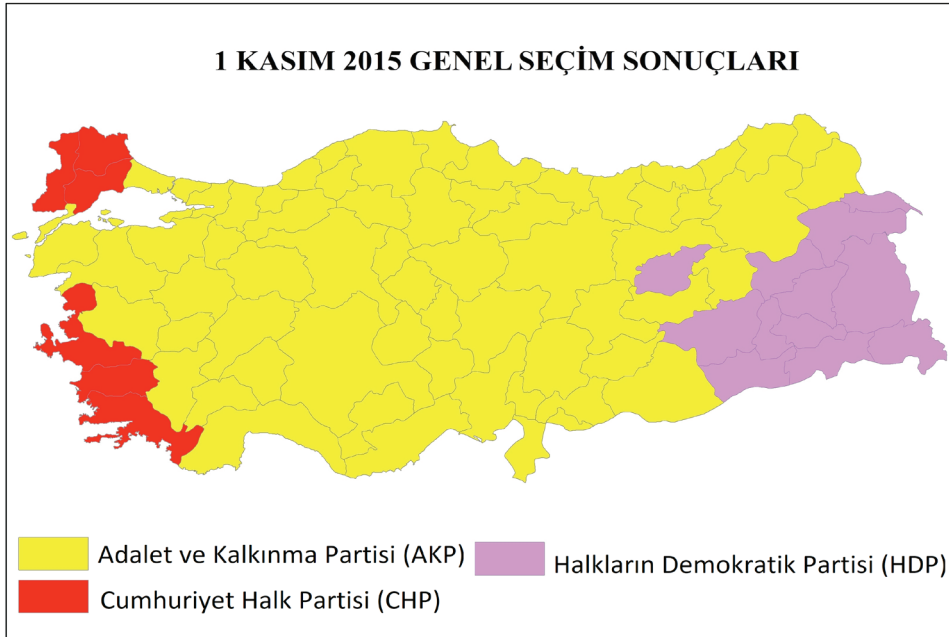 1 KASIM 2015 GENEL SEÇİM SONUÇLARI
Adalet ve Kalkınma Partisi (AKP)
Halkların Demokratik Partisi (HDP)
Cumhuriyet Halk Partisi (CHP)